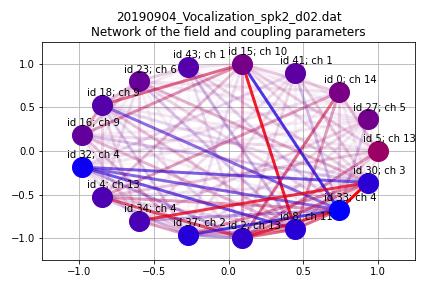 20190904_Vocalization_spk2_d02.dat
Network of the field and coupling parameters
id 15; ch 10
id 43; ch 1
id 41; ch 1
id 23; ch 6
id 0; ch 14
id 18; ch 9
id 27; ch 5
id 16; ch 9
id 5; ch 13
id 32; ch 4
id 30; ch 3
id 4; ch 13
id 33; ch 4
id 34; ch 4
id 37; ch 2
id 2; ch 13
id 8; ch 11
1.0
0.5
0.0
−0.5
−1.0
−1.0
−0.5
0.0
0.5
1.0